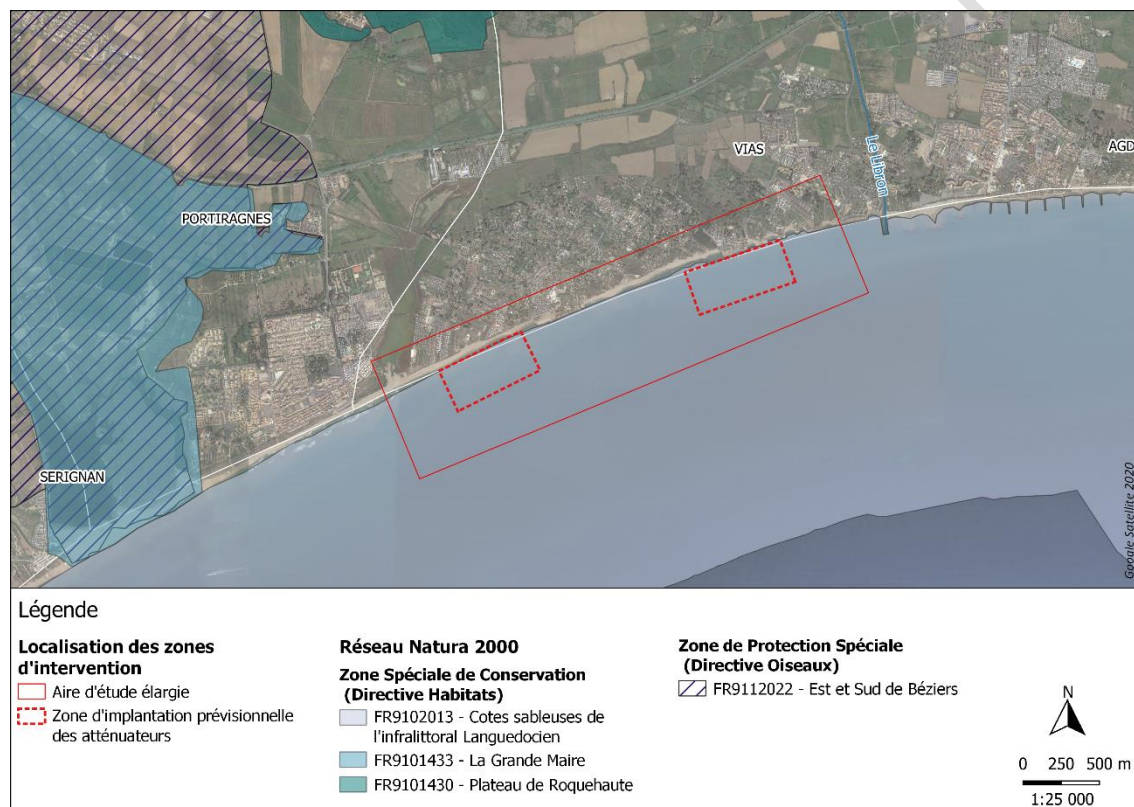 VIAS
AGD
Le Libron
PORTIRAGNES
SERIGNAN
Google Satellite 2020
Légende
Localisation des zones
d'intervention
Aire d'étude élargie
Zone d'implantation prévisionnelle
des atténuateurs
Réseau Natura 2000
Zone Spéciale de Conservation
(Directive Habitats)
FR9102013 - Cotes sableuses de
l'infralittoral Languedocien
FR9101433 - La Grande Maire
FR9101430 - Plateau de Roquehaute
Zone de Protection Spéciale
(Directive Oiseaux)
FR9112022 - Est et Sud de Béziers
N
0 250 500 m
1:25 000